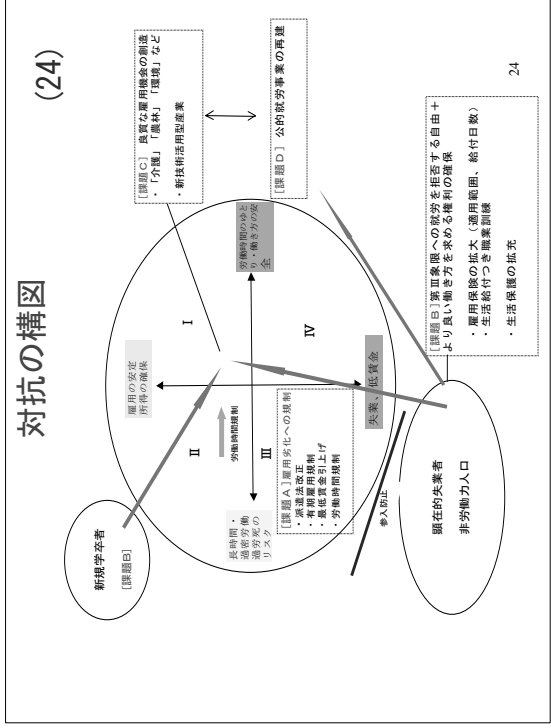 対抗の構図
(24)
新規学卒者
[課題B]
雇用の安定
所得の確保
[課題C] 良質な雇用機会の創造
・「介護」「農林」「環境」など
・新技術活用型産業
Ⅱ
Ⅰ
労働時間規制
長時間・
過密労働
過労死の
リスク
労働時間のゆと
り・働き方の安
全
[課題D] 公的就労事業の再建
Ⅲ
Ⅳ
[課題A]雇用劣化への規制
・派遣法改正
・有期雇用規制
・最低賃金引上げ
・労働時間規制
失業、低賃金
参入防止
顕在的失業者
非労働力人口
[課題B]第Ⅲ象限への就労を拒否する自由+
より良い働き方を求める権利の確保
・雇用保険の拡大(適用範囲、給付日数)
・生活給付つき職業訓練
・生活保護の拡充
24